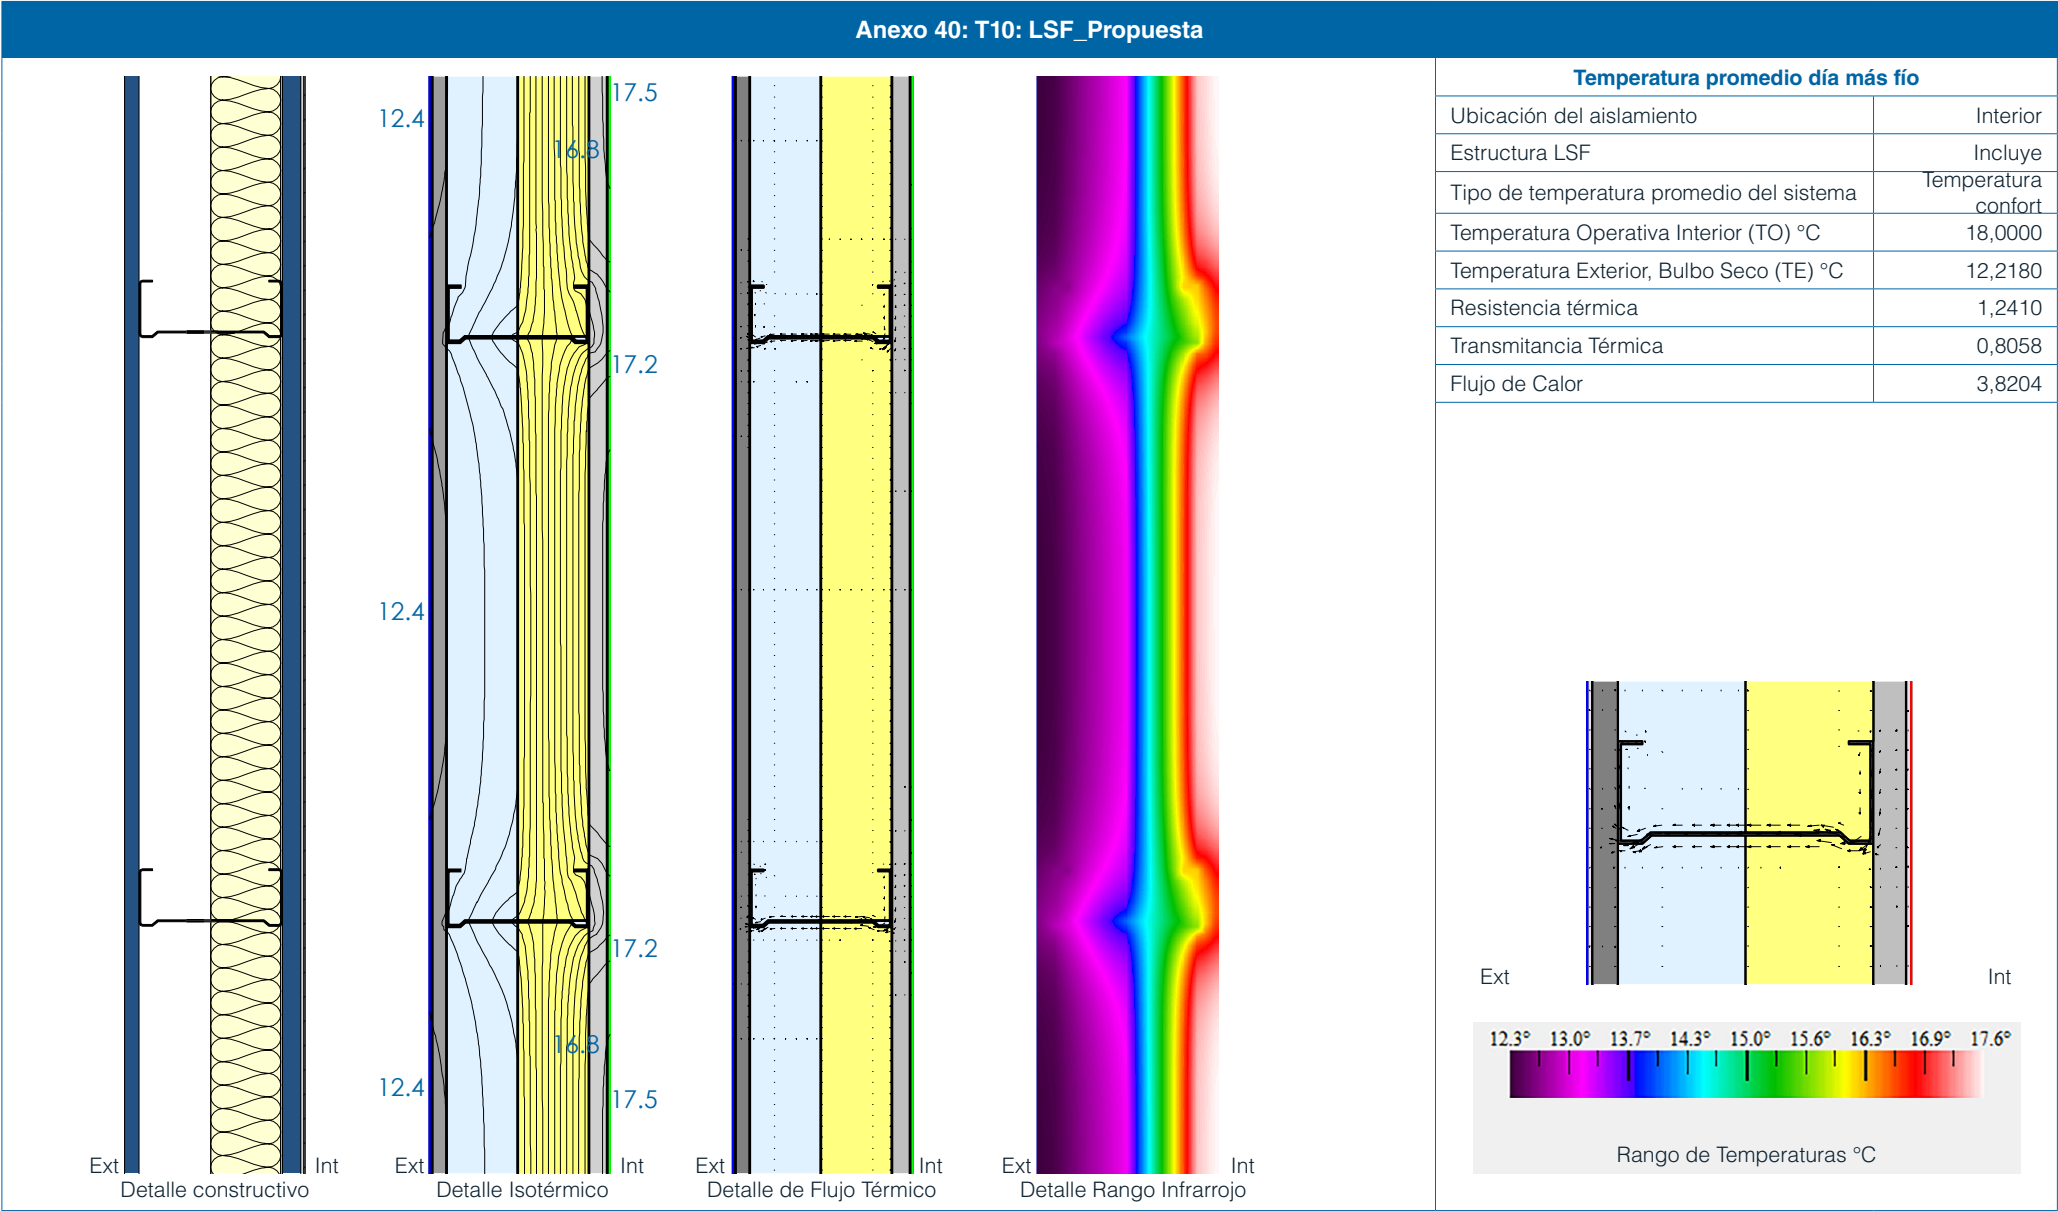 Anexo 40: T10: LSF_Propuesta
12.4
17.5
16.8
17.2
12.4
17.2
16.8
12.4
17.5
Ext
Int
Detalle constructivo
Ext
Int
Detalle Isotérmico
Ext
Int
Detalle de Flujo Térmico
Ext
Int
Detalle Rango Infrarrojo
Temperatura promedio día más fío
Ubicación del aislamiento Interior
Estructura LSF Incluye
Tipo de temperatura promedio del sistema Temperatura
confort
Temperatura Operativa Interior (TO) °C 18,0000
Temperatura Exterior, Bulbo Seco (TE) °C 12,2180
Resistencia térmica 1,2410
Transmitancia Térmica 0,8058
Flujo de Calor 3,8204
Ext
Int
12.3° 13.0° 13.7° 14.3° 15.0° 15.6° 16.3° 16.9° 17.6°
Rango de Temperaturas °C